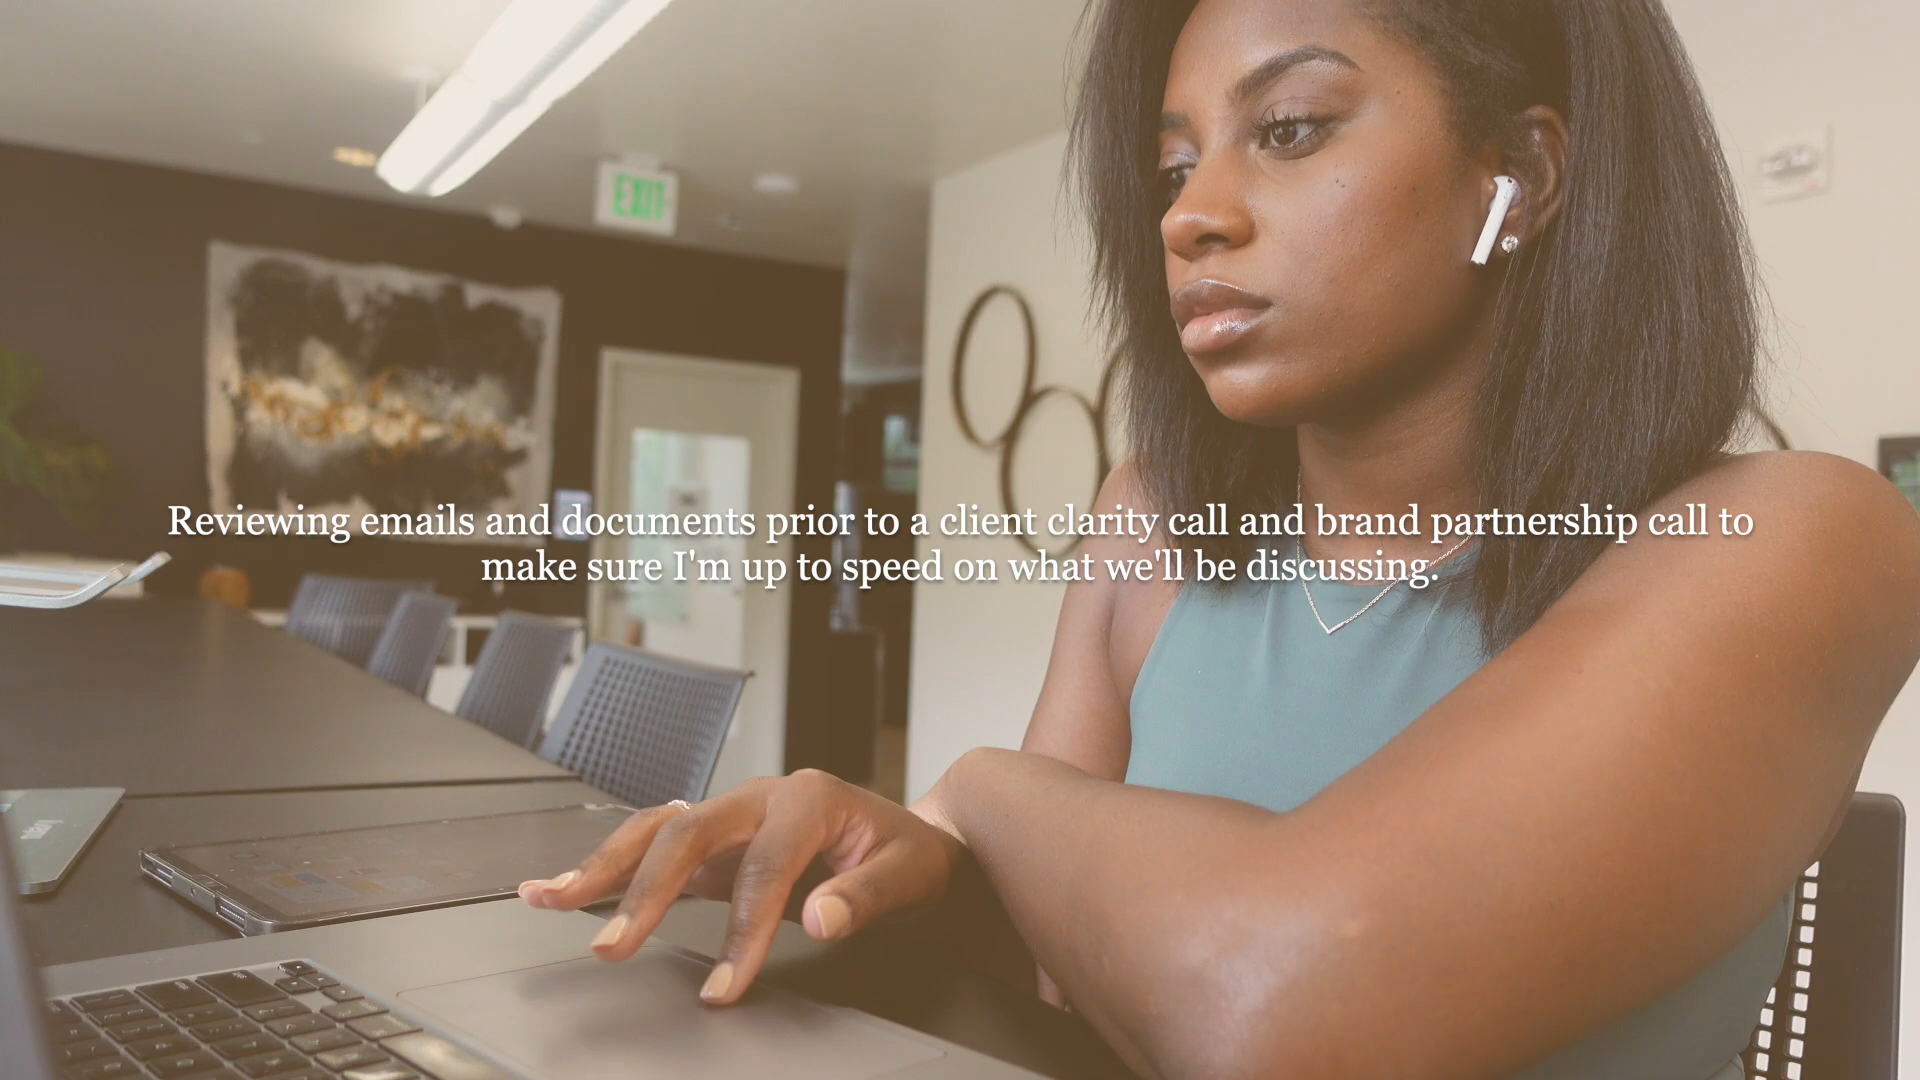 EXIT
Reviewing emails and documents prior to a client clarity call and brand partnership call to
make sure I'm up to speed on what we'll be discussing.